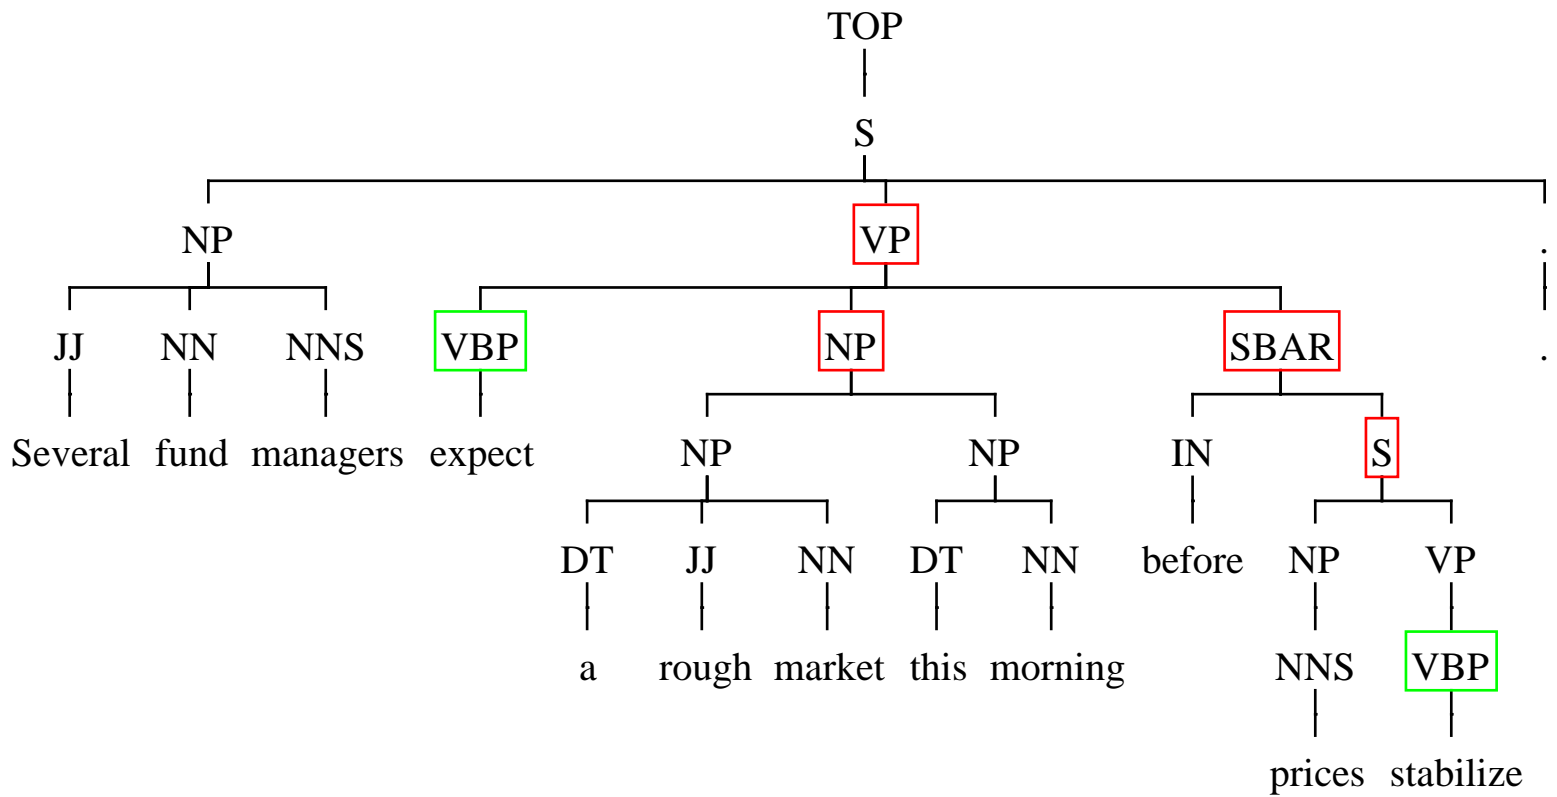 TOP
S
NP VP .
JJ NN NNS VBP NP SBAR .
Several fund managers expect NP NP IN S
DT JJ NN DT NN before NP VP
a rough market this morning NNS VBP
prices stabilize